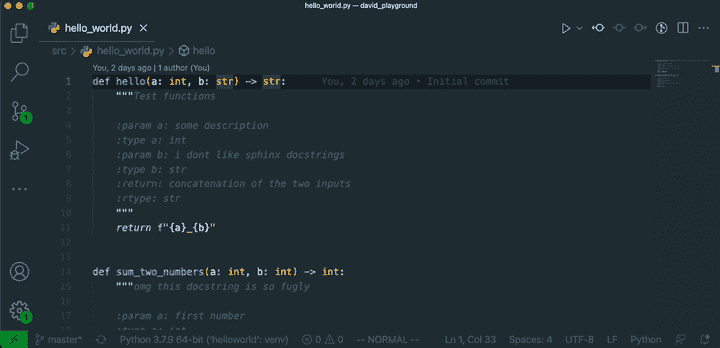 hello_world.py — david_playground
hello_world.py
src > hello_world.py > hello
You, 2 days ago | 1 author (You)
1 def hello(a: int, b: str) -> str: You, 2 days ago • Initial commit
2 """Test functions
3
4 :param a: some description
5 :type a: int
6 :param b: i dont like sphinx docstrings
7 :type b: str
8 :return: concatenation of the two inputs
9 :rtype: str
10 """
11 return f"{a}_{b}"
12
13
14 def sum_two_numbers(a: int, b: int) -> int:
15 """omg this docstring is so fugly
16
17 :param a: first number
18 :type a: int
1
1
master* Python 3.7.9 64-bit ('helloworld': venv) 0 0 -- NORMAL -- Ln 1, Col 33 Spaces: 4 UTF-8 LF Python